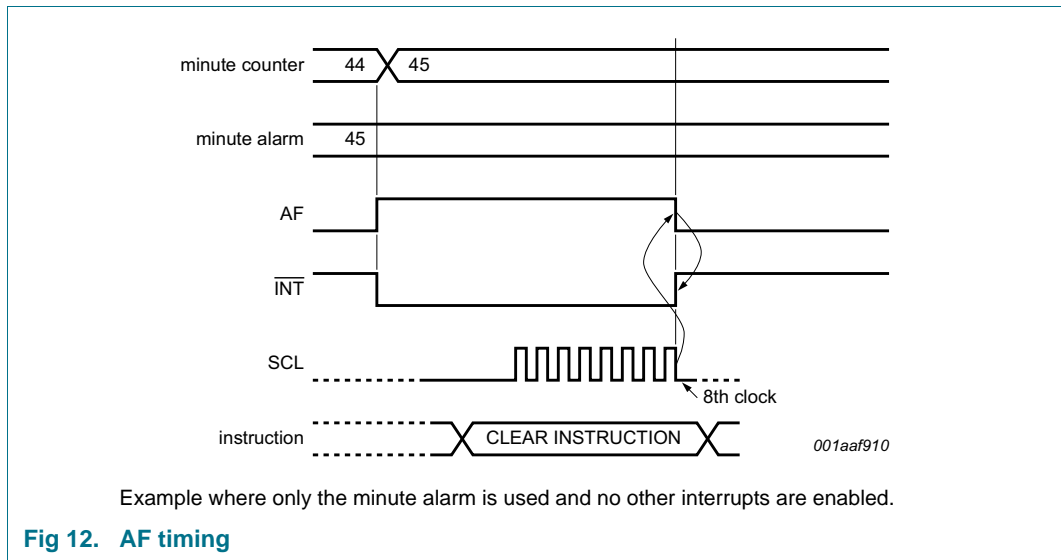 minute counter 44 45
minute alarm 45
AF
INT
SCL
8th clock
instruction CLEAR INSTRUCTION
001aaf910
Example where only the minute alarm is used and no other interrupts are enabled.
Fig 12. AF timing